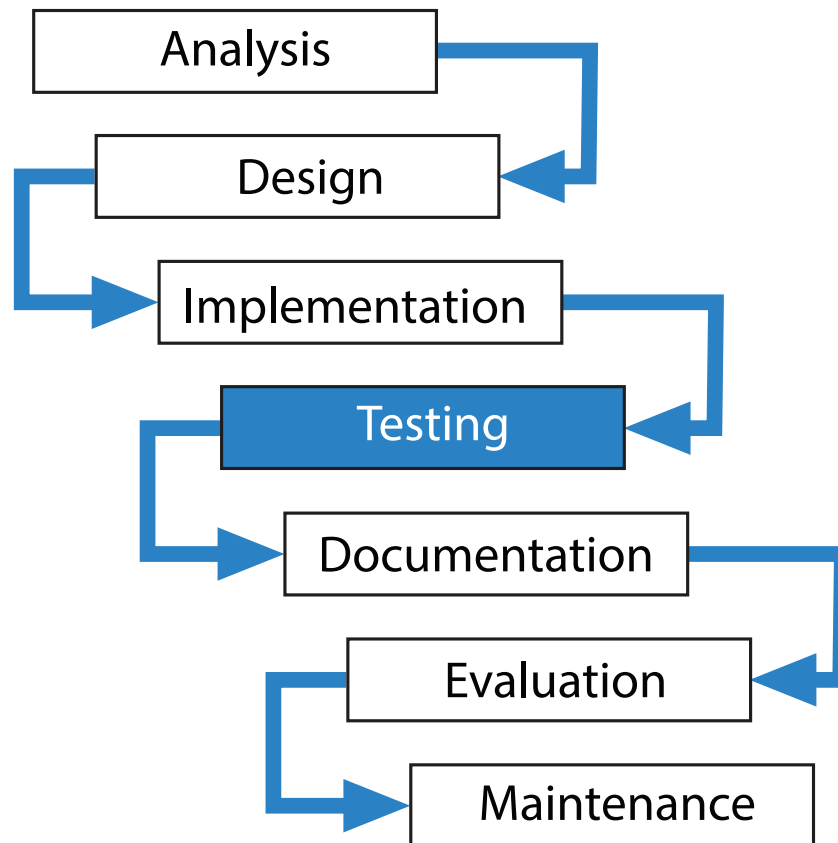 Analysis
Design
Implementation
Testing
Documentation
Evaluation
Maintenance